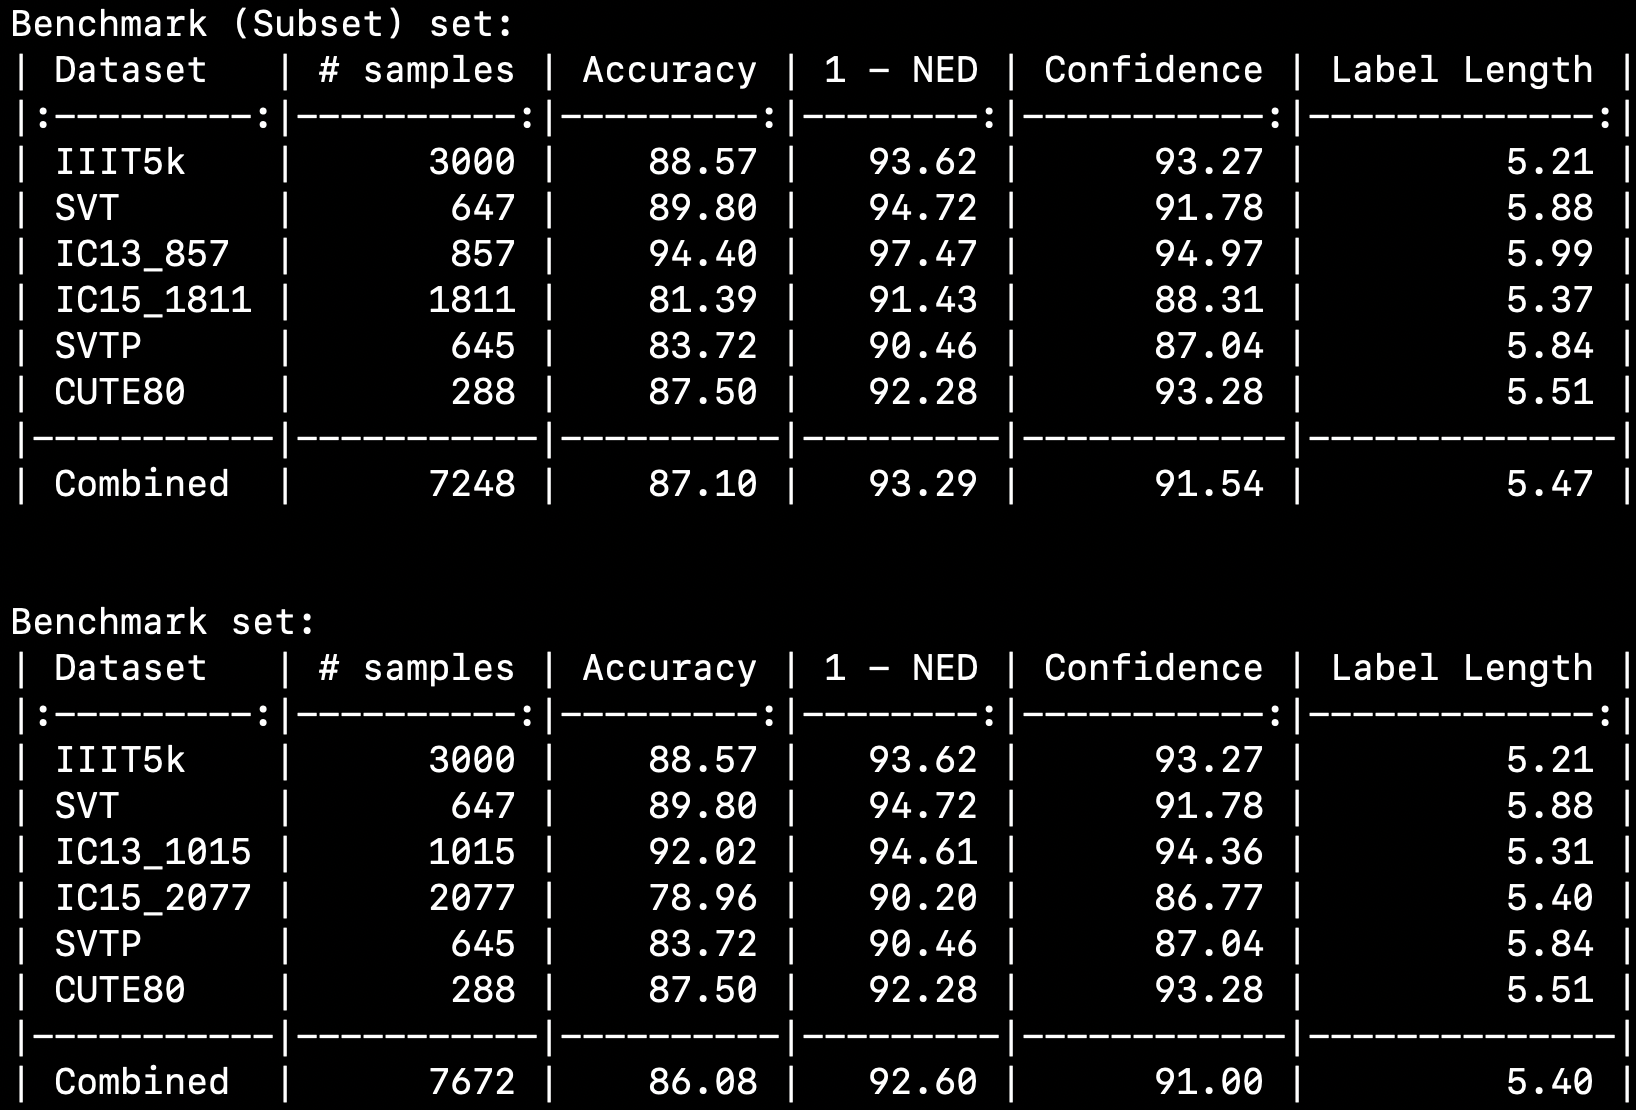 Benchmark (Subset) set:
| Dataset   | # samples | Accuracy | 1 - NED | Confidence | Label Length |
|:---------:|----------:|---------:|--------:|-----------:|-------------:|
| IIIT5k    |      3000 |    88.57 |   93.62 |      93.27 |         5.21 |
| SVT       |       647 |    89.80 |   94.72 |      91.78 |         5.88 |
| IC13_857  |       857 |    94.40 |   97.47 |      94.97 |         5.99 |
| IC15_1811 |      1811 |    81.39 |   91.43 |      88.31 |         5.37 |
| SVTP      |       645 |    83.72 |   90.46 |      87.04 |         5.84 |
| CUTE80    |       288 |    87.50 |   92.28 |      93.28 |         5.51 |
|-----------|-----------|----------|---------|------------|--------------|
| Combined  |      7248 |    87.10 |   93.29 |      91.54 |         5.47 |
Benchmark set:
| Dataset   | # samples | Accuracy | 1 - NED | Confidence | Label Length |
|:---------:|----------:|---------:|--------:|-----------:|-------------:|
| IIIT5k    |      3000 |    88.57 |   93.62 |      93.27 |         5.21 |
| SVT       |       647 |    89.80 |   94.72 |      91.78 |         5.88 |
| IC13_1015 |      1015 |    92.02 |   94.61 |      94.36 |         5.31 |
| IC15_2077 |      2077 |    78.96 |   90.20 |      86.77 |         5.40 |
| SVTP      |       645 |    83.72 |   90.46 |      87.04 |         5.84 |
| CUTE80    |       288 |    87.50 |   92.28 |      93.28 |         5.51 |
|-----------|-----------|----------|---------|------------|--------------|
| Combined  |      7672 |    86.08 |   92.60 |      91.00 |         5.40 |